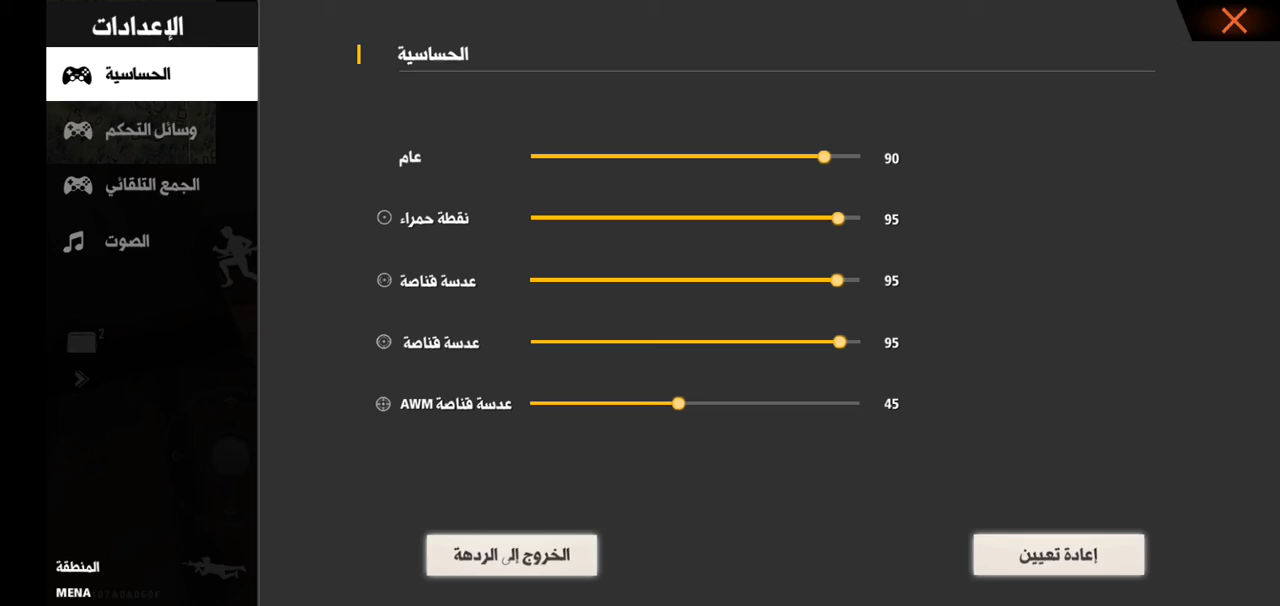 الإعدادات
الحساسية
وسائل التحكم
الجمع التلقائي
الصوت
2
المنطقة
MENA
الحساسية
عام 90
نقطة حمراء 95
عدسة قناصة 95
عدسة قناصة 95
عدسة قناصة AWM 45
إعادة تعيين
الخروج إلى الردهة